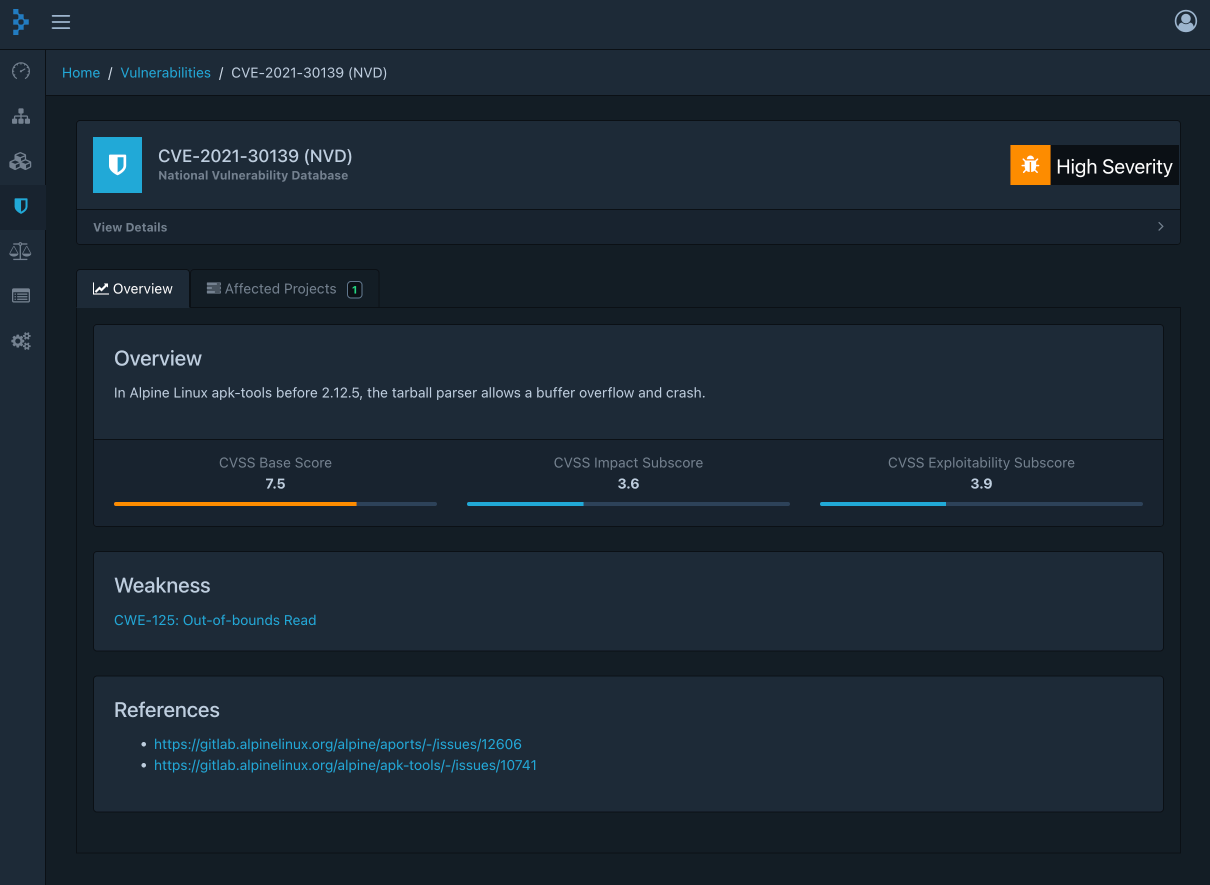 Home / Vulnerabilities / CVE-2021-30139 (NVD)
CVE-2021-30139 (NVD)
National Vulnerability Database
High Severity
View Details
Overview
Affected Projects 1
Overview
In Alpine Linux apk-tools before 2.12.5, the tarball parser allows a buffer overflow and crash.
CVSS Base Score
7.5
CVSS Impact Subscore
3.6
CVSS Exploitability Subscore
3.9
Weakness
CWE-125: Out-of-bounds Read
References
• https://gitlab.alpinelinux.org/alpine/aports/-/issues/12606
• https://gitlab.alpinelinux.org/alpine/apk-tools/-/issues/10741